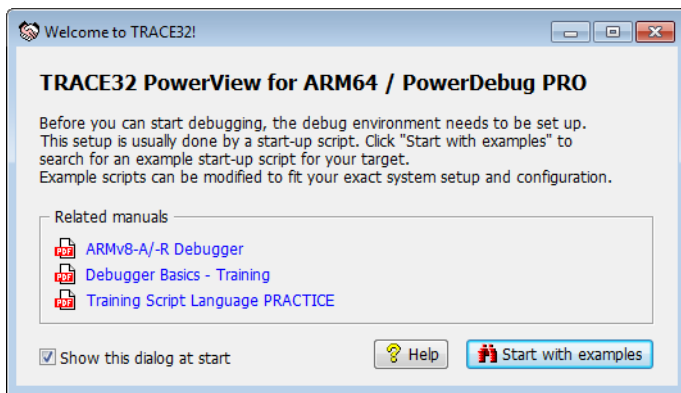 Welcome to TRACE32!
TRACE32 PowerView for ARM64 / PowerDebug PRO
Before you can start debugging, the debug environment needs to be set up.
This setup is usually done by a start-up script. Click "Start with examples" to
search for an example start-up script for your target.
Example scripts can be modified to fit your exact system setup and configuration.
Related manuals
PDF ARMv8-A/-R Debugger
PDF Debugger Basics - Training
PDF Training Script Language PRACTICE
Show this dialog at start
? Help
Start with examples